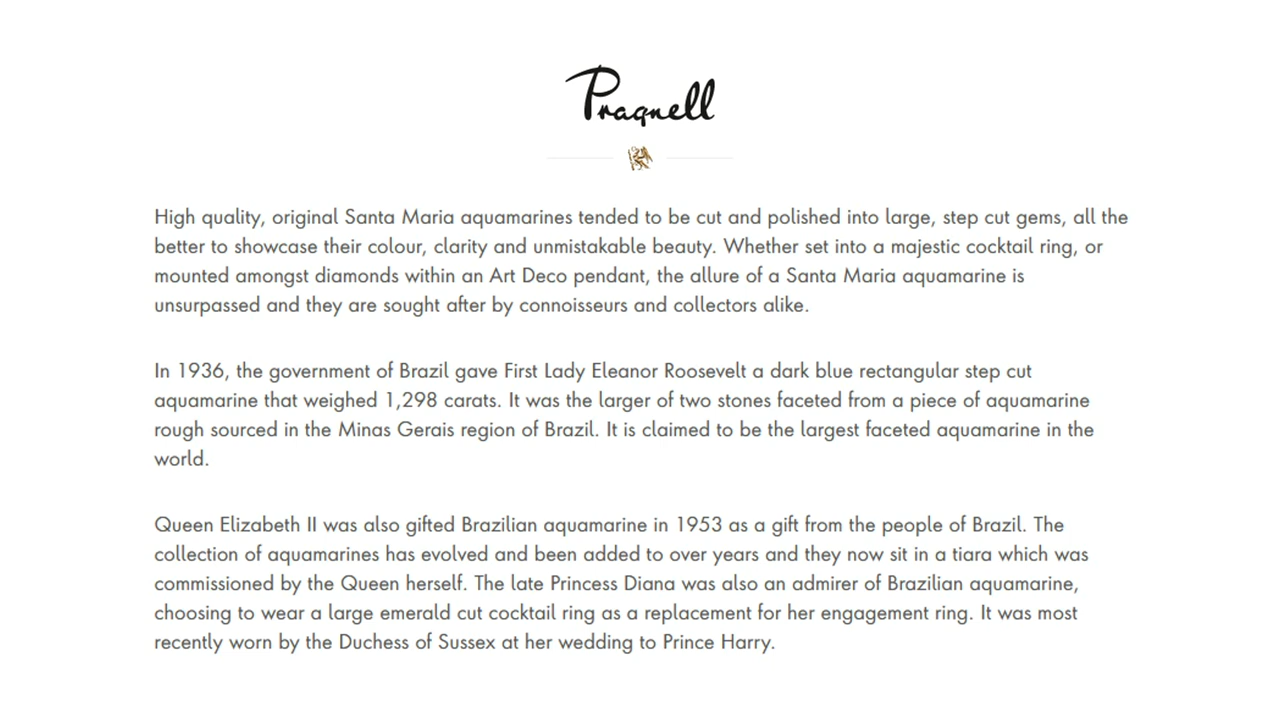 Pragnell
High quality, original Santa Maria aquamarines tended to be cut and polished into large, step cut gems, all the
better to showcase their colour, clarity and unmistakable beauty. Whether set into a majestic cocktail ring, or
mounted amongst diamonds within an Art Deco pendant, the allure of a Santa Maria aquamarine is
unsurpassed and they are sought after by connoisseurs and collectors alike.
In 1936, the government of Brazil gave First Lady Eleanor Roosevelt a dark blue rectangular step cut
aquamarine that weighed 1,298 carats. It was the larger of two stones faceted from a piece of aquamarine
rough sourced in the Minas Gerais region of Brazil. It is claimed to be the largest faceted aquamarine in the
world.
Queen Elizabeth II was also gifted Brazilian aquamarine in 1953 as a gift from the people of Brazil. The
collection of aquamarines has evolved and been added to over years and they now sit in a tiara which was
commissioned by the Queen herself. The late Princess Diana was also an admirer of Brazilian aquamarine,
choosing to wear a large emerald cut cocktail ring as a replacement for her engagement ring. It was most
recently worn by the Duchess of Sussex at her wedding to Prince Harry.